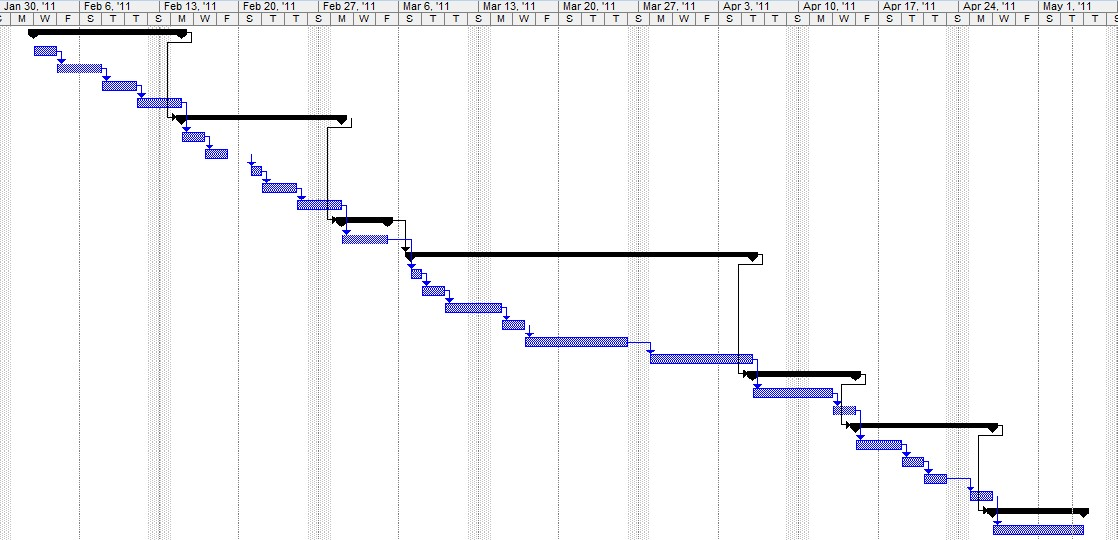 Jan 30, '11 Feb 6, '11 Feb 13, '11 Feb 20, '11 Feb 27, '11 Mar 6, '11 Mar 13, '11 Mar 20, '11 Mar 27, '11 Apr 3, '11 Apr 10, '11 Apr 17, '11 Apr 24, '11 May 1, '11
S M W F S T T S M W F S T T S M W F S T T S M W F S T T S M W F S T T S M W F S T T S M W F S T T S